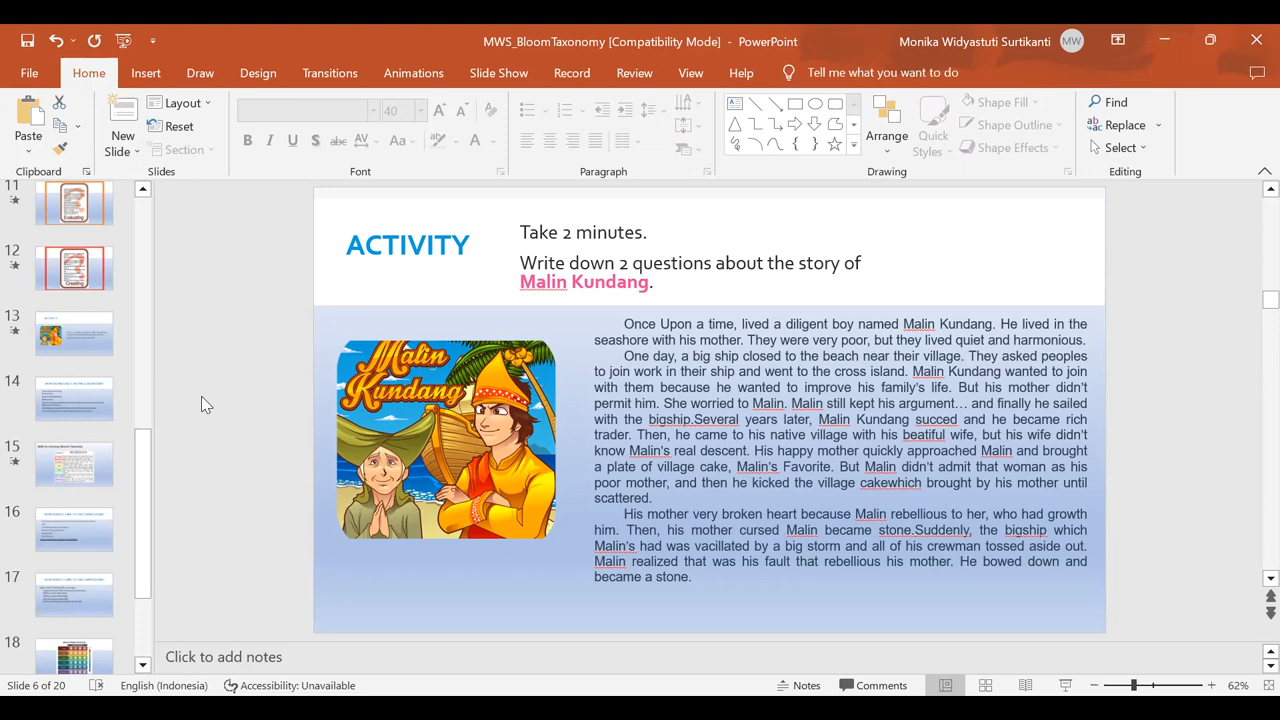 MWS_BloomTaxonomy [Compatibility Mode] - PowerPoint
Monika Widyastuti Surtikanti
MW
File Home Insert Draw Design Transitions Animations Slide Show Record Review View Help Tell me what you want to do
Paste
New
Slide
Layout
Reset
Section
40
B I U S abc AV Aa A
Arrange
Quick
Styles
Shape Fill
Shape Outline
Shape Effects
Find
Replace
Select
Clipboard Slides Font Paragraph Drawing Editing
11
Evaluating
12
Creating
13
14
15
16
17
18
ACTIVITY
Take 2 minutes.
Write down 2 questions about the story of
Malin Kundang.
Malin
Kundang
Once Upon a time, lived a diligent boy named Malin Kundang. He lived in the
seashore with his mother. They were very poor, but they lived quiet and harmonious.
One day, a big ship closed to the beach near their village. They asked peoples
to join work in their ship and went to the cross island. Malin Kundang wanted to join
with them because he wanted to improve his family's life. But his mother didn't
permit him. She worried to Malin. Malin still kept his argument… and finally he sailed
with the bigship.Several years later, Malin Kundang succed and he became rich
trader. Then, he came to his native village with his beatiful wife, but his wife didn't
know Malin's real descent. His happy mother quickly approached Malin and brought
a plate of village cake, Malin's Favorite. But Malin didn't admit that woman as his
poor mother, and then he kicked the village cakewhich brought by his mother until
scattered.
His mother very broken heart because Malin rebellious to her, who had growth
him. Then, his mother cursed Malin became stone.Suddenly, the bigship which
Malin's had was vacillated by a big storm and all of his crewman tossed aside out.
Malin realized that was his fault that rebellious his mother. He bowed down and
became a stone.
Click to add notes
Slide 6 of 20 English (Indonesia) Accessibility: Unavailable Notes Comments 62%